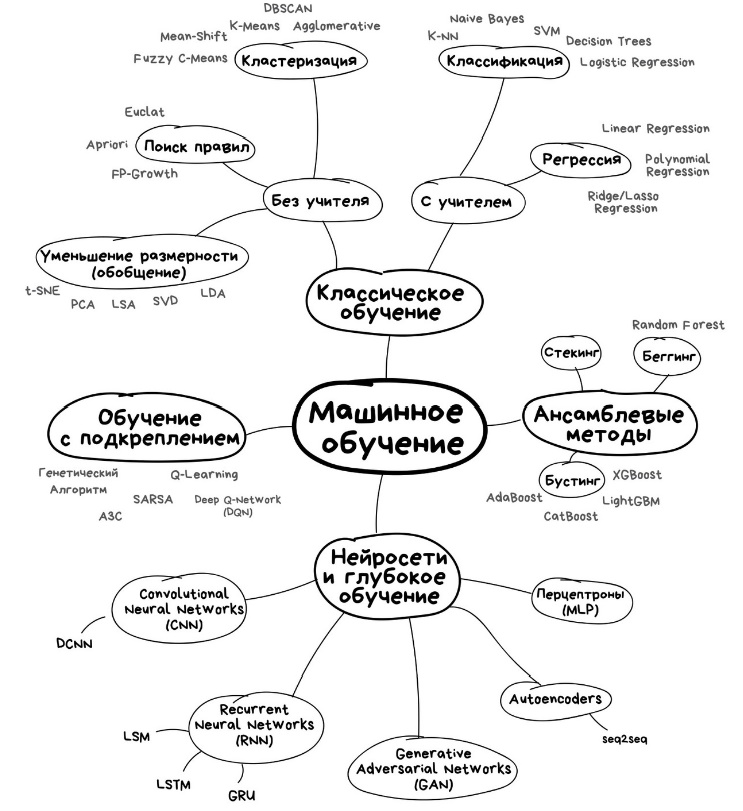 DBSCAN
K-Means
Agglomerative
Mean-Shift
Fuzzy C-Means
Кластеризация
Naive Bayes
K-NN
SVM
Decision Trees
Классификация
Logistic Regression
Euclat
Apriori
Поиск правил
FP-Growth
Linear Regression
Регрессия
Polynomial
Regression
Ridge/Lasso
Regression
Без учителя
С учителем
Уменьшение размерности
(обобщение)
t-SNE
PCA
LSA
SVD
LDA
Классическое
обучение
Random Forest
Стекинг
Беггинг
Обучение
с подкреплением
Машинное
обучение
Ансамблевые
методы
Генетический
Алгоритм
Q-Learning
SARSA
Deep Q-Network
(DQN)
A3C
Бустинг
XGBoost
AdaBoost
LightGBM
CatBoost
Нейросети
и глубокое
обучение
Convolutional
Neural Networks
(CNN)
DCNN
Перцептроны
(MLP)
Autoencoders
seq2seq
Recurrent
Neural Networks
(RNN)
LSM
LSTM
GRU
Generative
Adversarial Networks
(GAN)